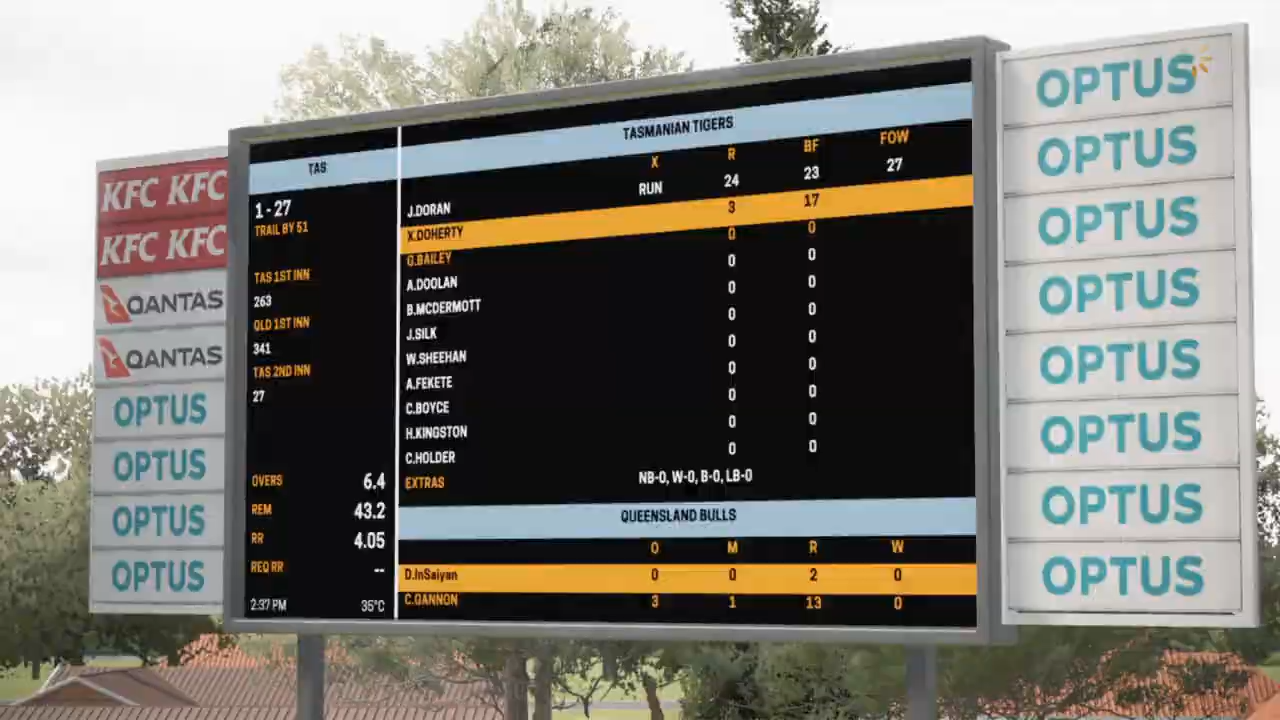 KFC KFC
KFC KFC
QANTAS
QANTAS
OPTUS
OPTUS
OPTUS
OPTUS
TAS
1 - 27
TRAIL BY 51
TAS 1ST INN
263
QLD 1ST INN
341
TAS 2ND INN
27
OVERS 6.4
REM 43.2
RR 4.05
REQ RR --
2:37 PM 36°C
TASMANIAN TIGERS
X R BF FOW
J.DORAN RUN 24 23 27
X.DOHERTY 3 17
G.BAILEY 0 0
A.DOOLAN 0 0
B.MCDERMOTT 0 0
J.SILK 0 0
W.SHEEHAN 0 0
A.FEKETE 0 0
C.BOYCE 0 0
H.KINGSTON 0 0
C.HOLDER 0 0
EXTRAS NB-0, W-0, B-0, LB-0
QUEENSLAND BULLS
O M R W
D.InSaiyan 0 0 2 0
C.GANNON 3 1 13 0
OPTUS
OPTUS
OPTUS
OPTUS
OPTUS
OPTUS
OPTUS
OPTUS